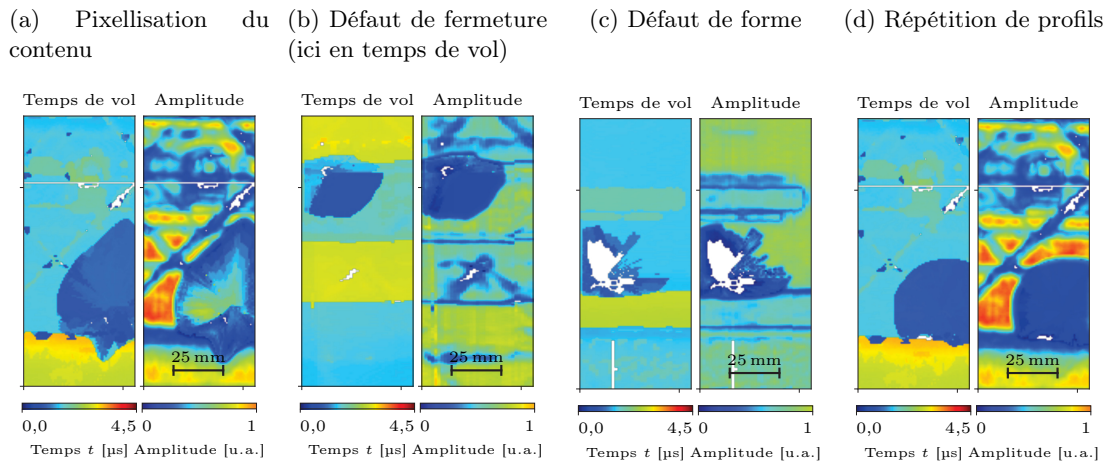 (a) Pixellisation du
contenu
(b) Défaut de fermeture
(ici en temps de vol)
(c) Défaut de forme
(d) Répétition de profils
Temps de vol Amplitude
Temps de vol Amplitude
Temps de vol Amplitude
Temps de vol Amplitude
25 mm
25 mm
25 mm
25 mm
0,0 4,5 0 1
0,0 4,5 0 1
0,0 4,5 0 1
0,0 4,5 0 1
Temps t [µs] Amplitude [u.a.]
Temps t [µs] Amplitude [u.a.]
Temps t [µs] Amplitude [u.a.]
Temps t [µs] Amplitude [u.a.]